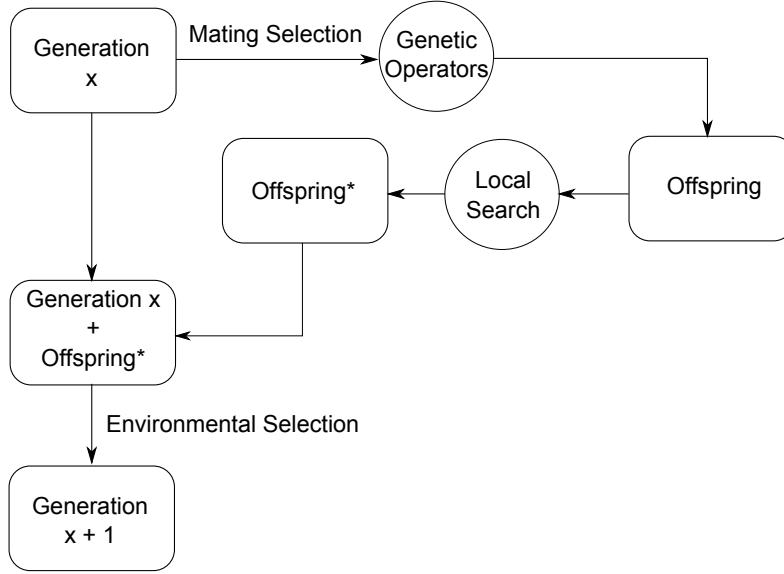 Generation
x
Mating Selection
Genetic
Operators
Offspring
Local
Search
Offspring*
Generation x
+
Offspring*
Environmental Selection
Generation
x + 1